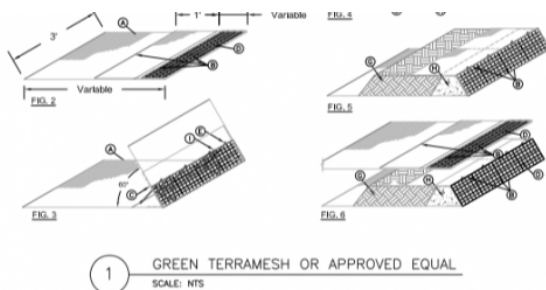 3'
A
1'
Variable
D
B
Variable
FIG. 2
A
E
I
60°
C
FIG. 3
FIG. 4
G
H
B
FIG. 5
D
B
G
H
B
D
FIG. 6
1
GREEN TERRAMESH OR APPROVED EQUAL
SCALE: NTS